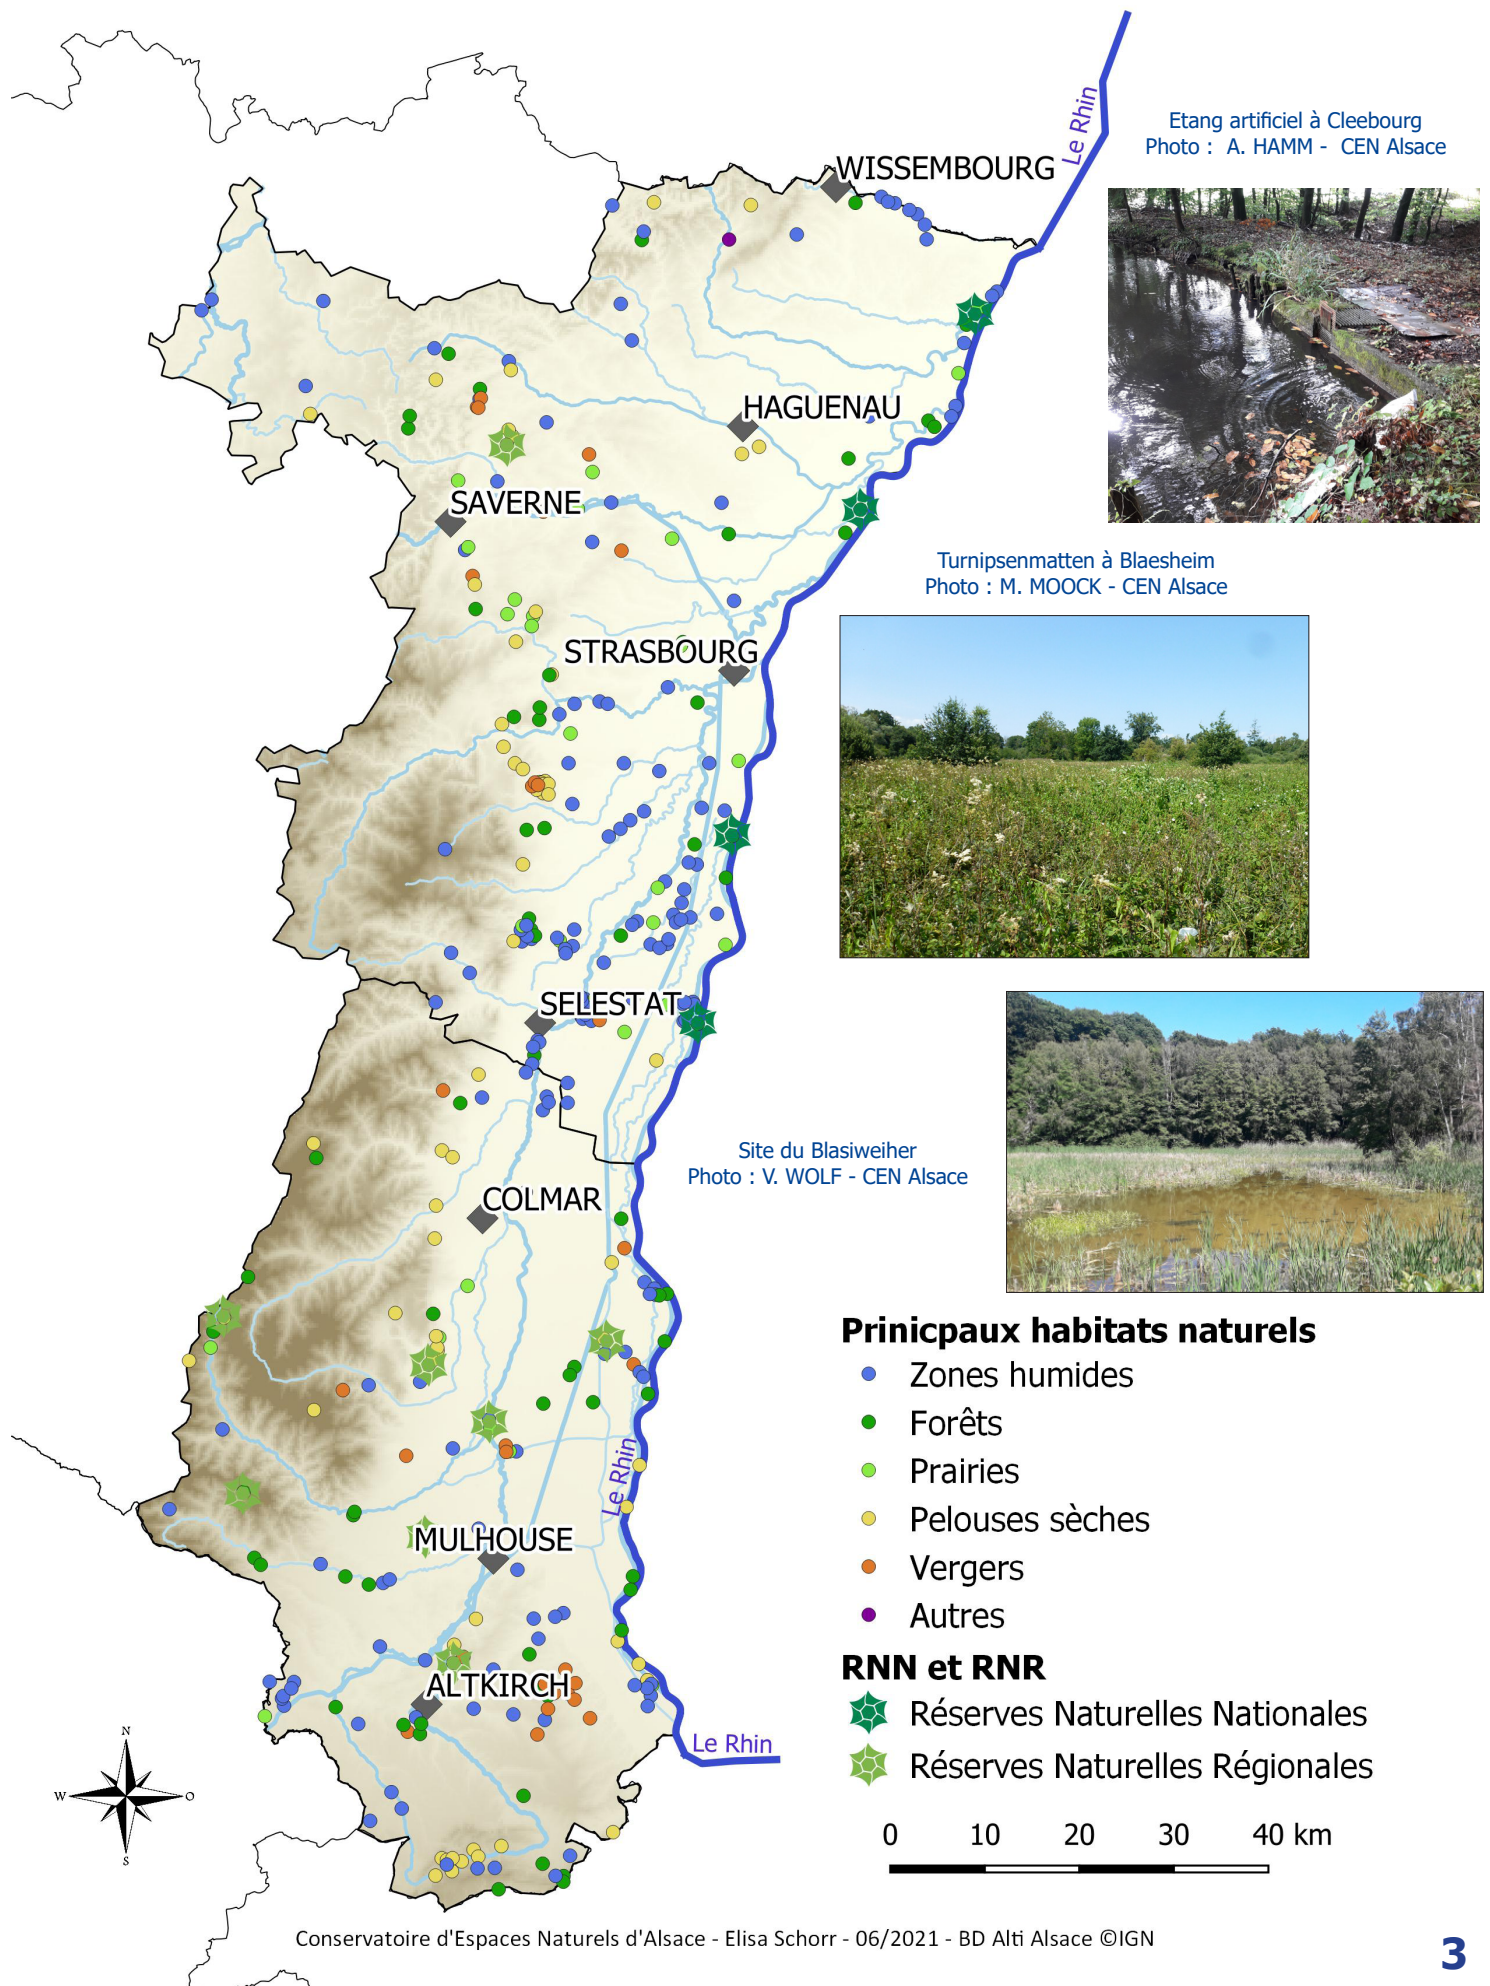 Le Rhin
Etang artificiel à Cleebourg
Photo : A. HAMM - CEN Alsace
WISSEMBOURG
HAGUENAU
SAVERNE
Turnipsenmatten à Blaesheim
Photo : M. MOOCK - CEN Alsace
STRASBOURG
SELESTAT
Site du Blasiweiher
Photo : V. WOLF - CEN Alsace
COLMAR
Le Rhin
MULHOUSE
ALTKIRCH
Le Rhin
Prinicpaux habitats naturels
Zones humides
Forêts
Prairies
Pelouses sèches
Vergers
Autres
RNN et RNR
Réserves Naturelles Nationales
Réserves Naturelles Régionales
N
W
O
S
0 10 20 30 40 km
Conservatoire d'Espaces Naturels d'Alsace - Elisa Schorr - 06/2021 - BD Alti Alsace ©IGN
3